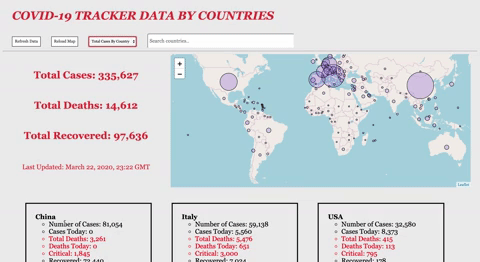 COVID-19 TRACKER DATA BY COUNTRIES
Refresh Data
Reload Map
Total Cases By Country
Search countries...
+
−
Total Cases: 335,627
Total Deaths: 14,612
Total Recovered: 97,636
Last Updated: March 22, 2020, 23:22 GMT
Leaflet
China
Number of Cases: 81,054
Cases Today: 0
Total Deaths: 3,261
Deaths Today: 0
Critical: 1,845
Recovered: 72,440
Italy
Number of Cases: 59,138
Cases Today: 5,560
Total Deaths: 5,476
Deaths Today: 651
Critical: 3,000
Recovered: 7,024
USA
Number of Cases: 32,580
Cases Today: 8,373
Total Deaths: 415
Deaths Today: 113
Critical: 795
Recovered: 178